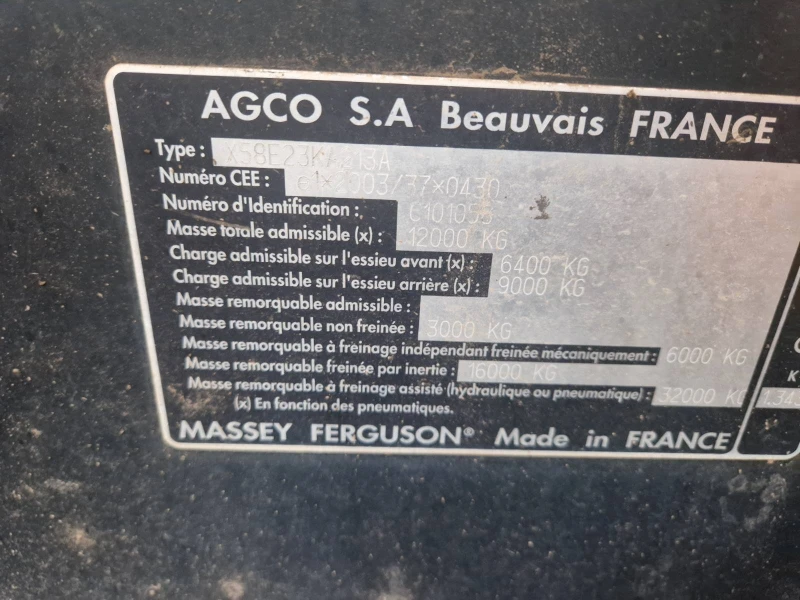 AGCO S.A Beauvais FRANCE
Type :
Numéro CEE : 2003/37×0430
Numéro d'Identification :
Masse totale admissible (x) : 12000 KG
Charge admissible sur l'essieu avant (x) : 6400 KG
Charge admissible sur l'essieu arrière (x) : 9000 KG
Masse remorquable admissible :
Masse remorquable non freinée : 3000 KG
Masse remorquable à freinage indépendant freinée mécaniquement : 6000 KG
Masse remorquable freinée par inertie : 16000 KG
Masse remorquable à freinage assisté (hydraulique ou pneumatique) : 32000 KG
(x) En fonction des pneumatiques.
MASSEY FERGUSON® Made in FRANCE